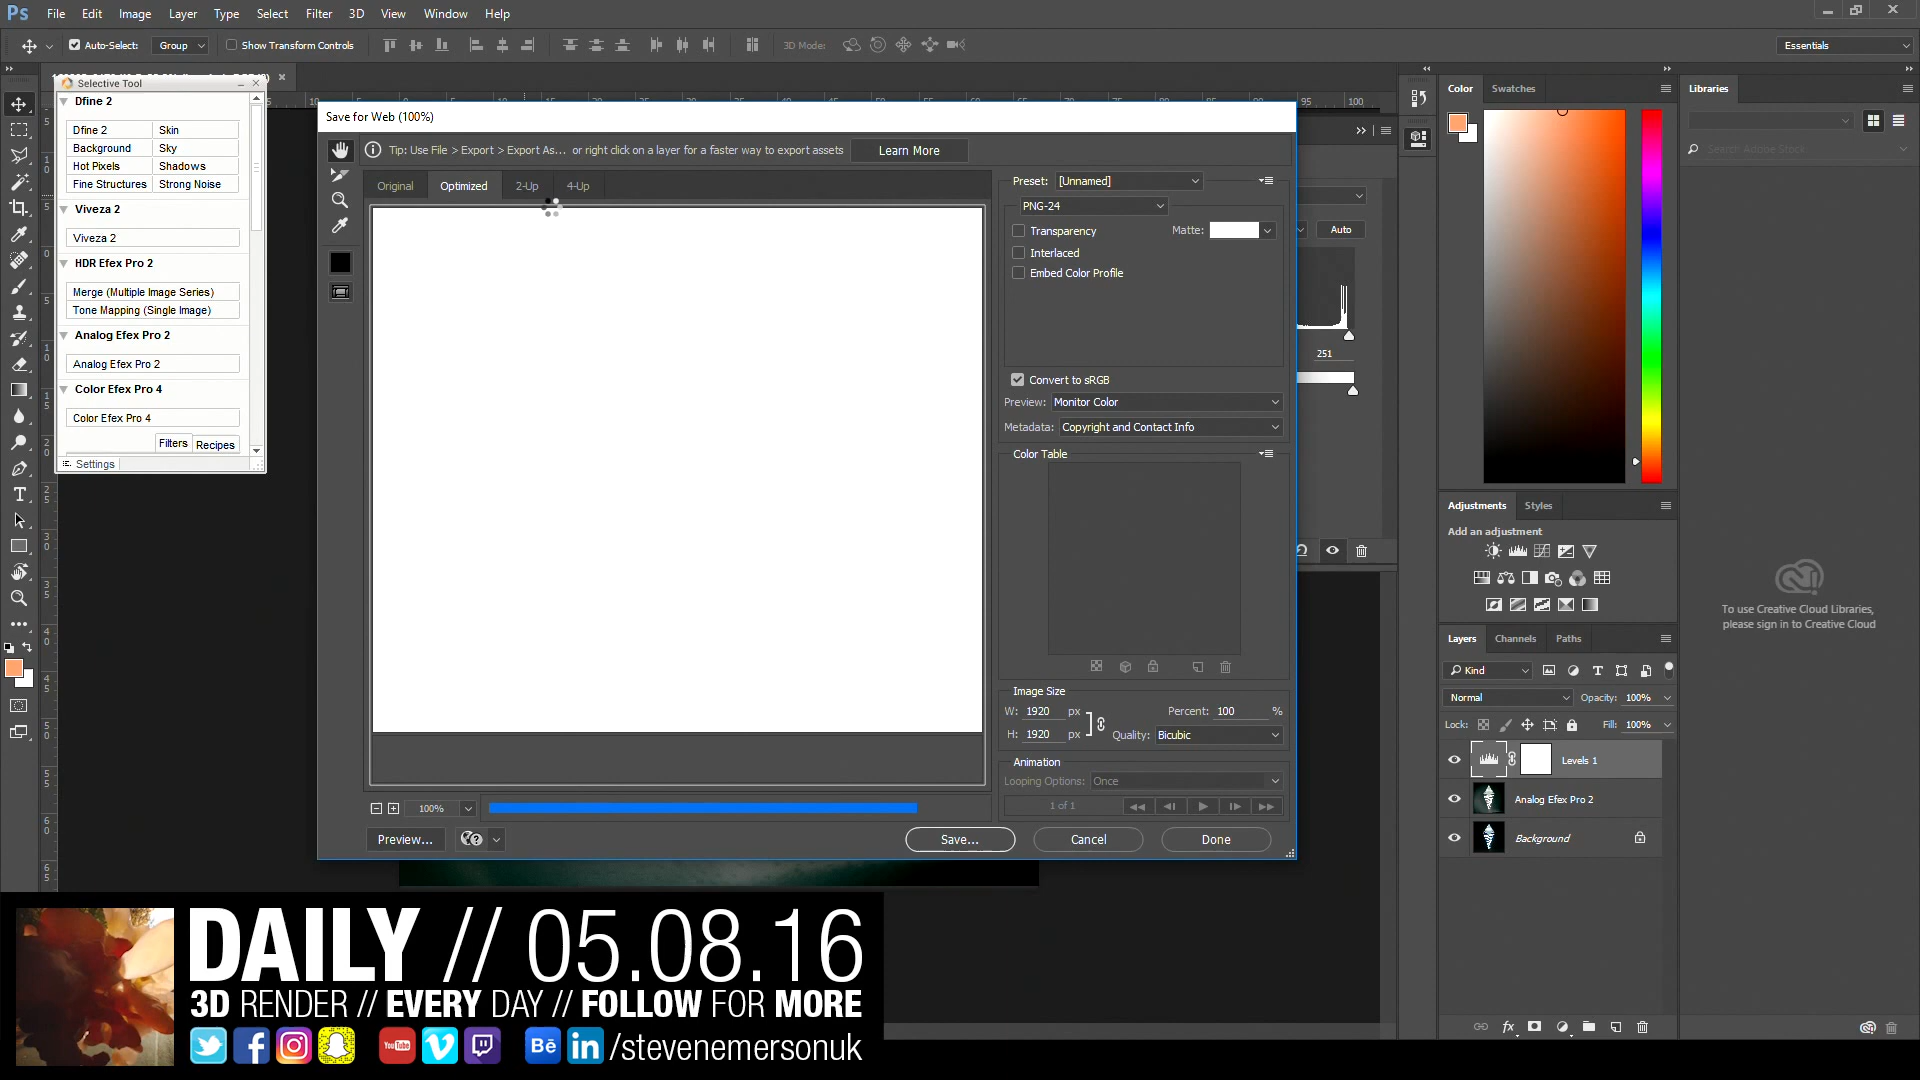 Ps File Edit Image Layer Type Select Filter 3D View Window Help
Auto-Select: Group Show Transform Controls 3D Mode: Essentials
Selective Tool
Dfine 2
Dfine 2 Skin
Background Sky
Hot Pixels Shadows
Fine Structures Strong Noise
Viveza 2
Viveza 2
HDR Efex Pro 2
Merge (Multiple Image Series)
Tone Mapping (Single Image)
Analog Efex Pro 2
Analog Efex Pro 2
Color Efex Pro 4
Color Efex Pro 4
Filters Recipes
Settings
Save for Web (100%)
Tip: Use File > Export > Export As... or right click on a layer for a faster way to export assets Learn More
Original Optimized 2-Up 4-Up
Preset: [Unnamed]
PNG-24
Transparency Matte:
Interlaced
Embed Color Profile
Convert to sRGB
Preview: Monitor Color
Metadata: Copyright and Contact Info
Color Table
Image Size
W: 1920 px Percent: 100 %
H: 1920 px Quality: Bicubic
Animation
Looping Options: Once
1 of 1
100%
Preview... Save... Cancel Done
Auto
251
Color Swatches
Adjustments Styles
Add an adjustment
Layers Channels Paths
Kind
Normal Opacity: 100%
Lock: Fill: 100%
Levels 1
Analog Efex Pro 2
Background
Libraries
Search Adobe Stock
To use Creative Cloud Libraries,
please sign in to Creative Cloud
DAILY // 05.08.16
3D RENDER // EVERY DAY // FOLLOW FOR MORE
You Tube Bē in /stevenemersonuk